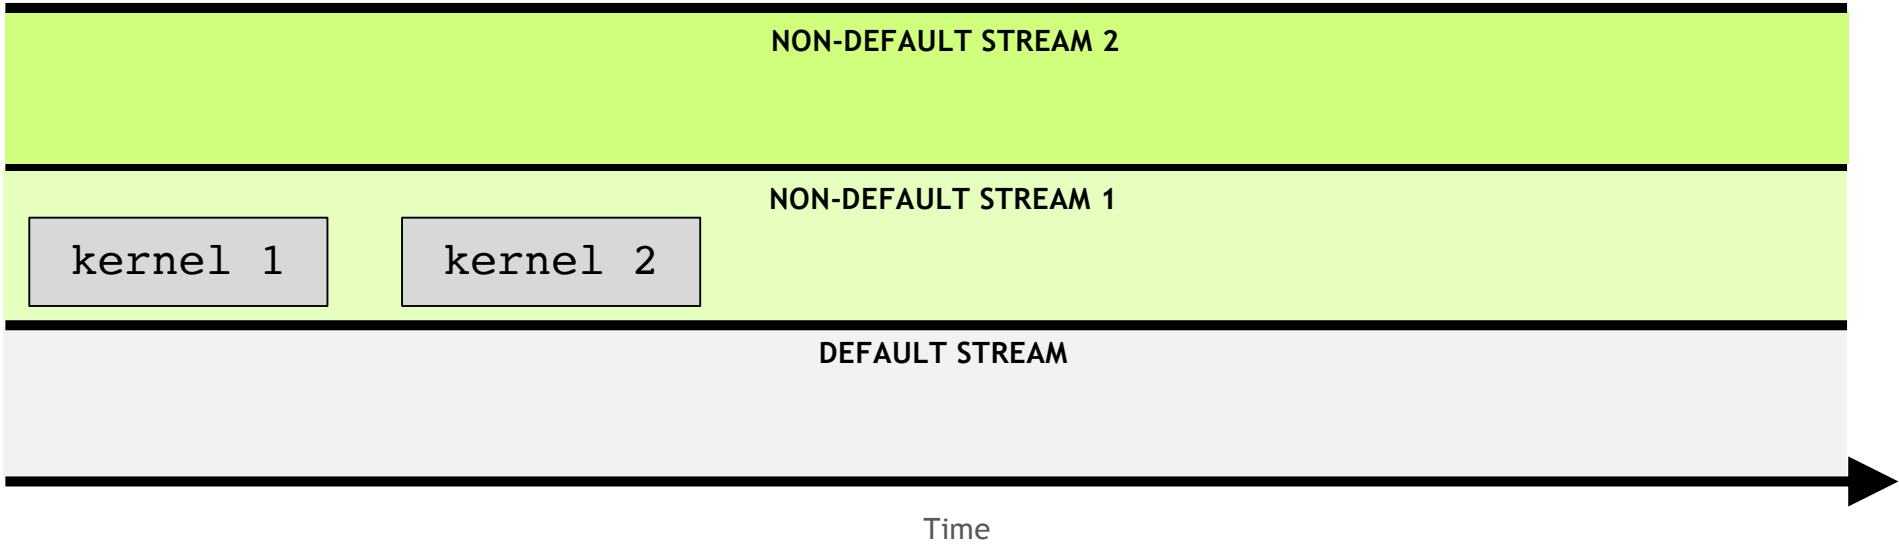 NON-DEFAULT STREAM 2
NON-DEFAULT STREAM 1
kernel 1 kernel 2
DEFAULT STREAM
Time